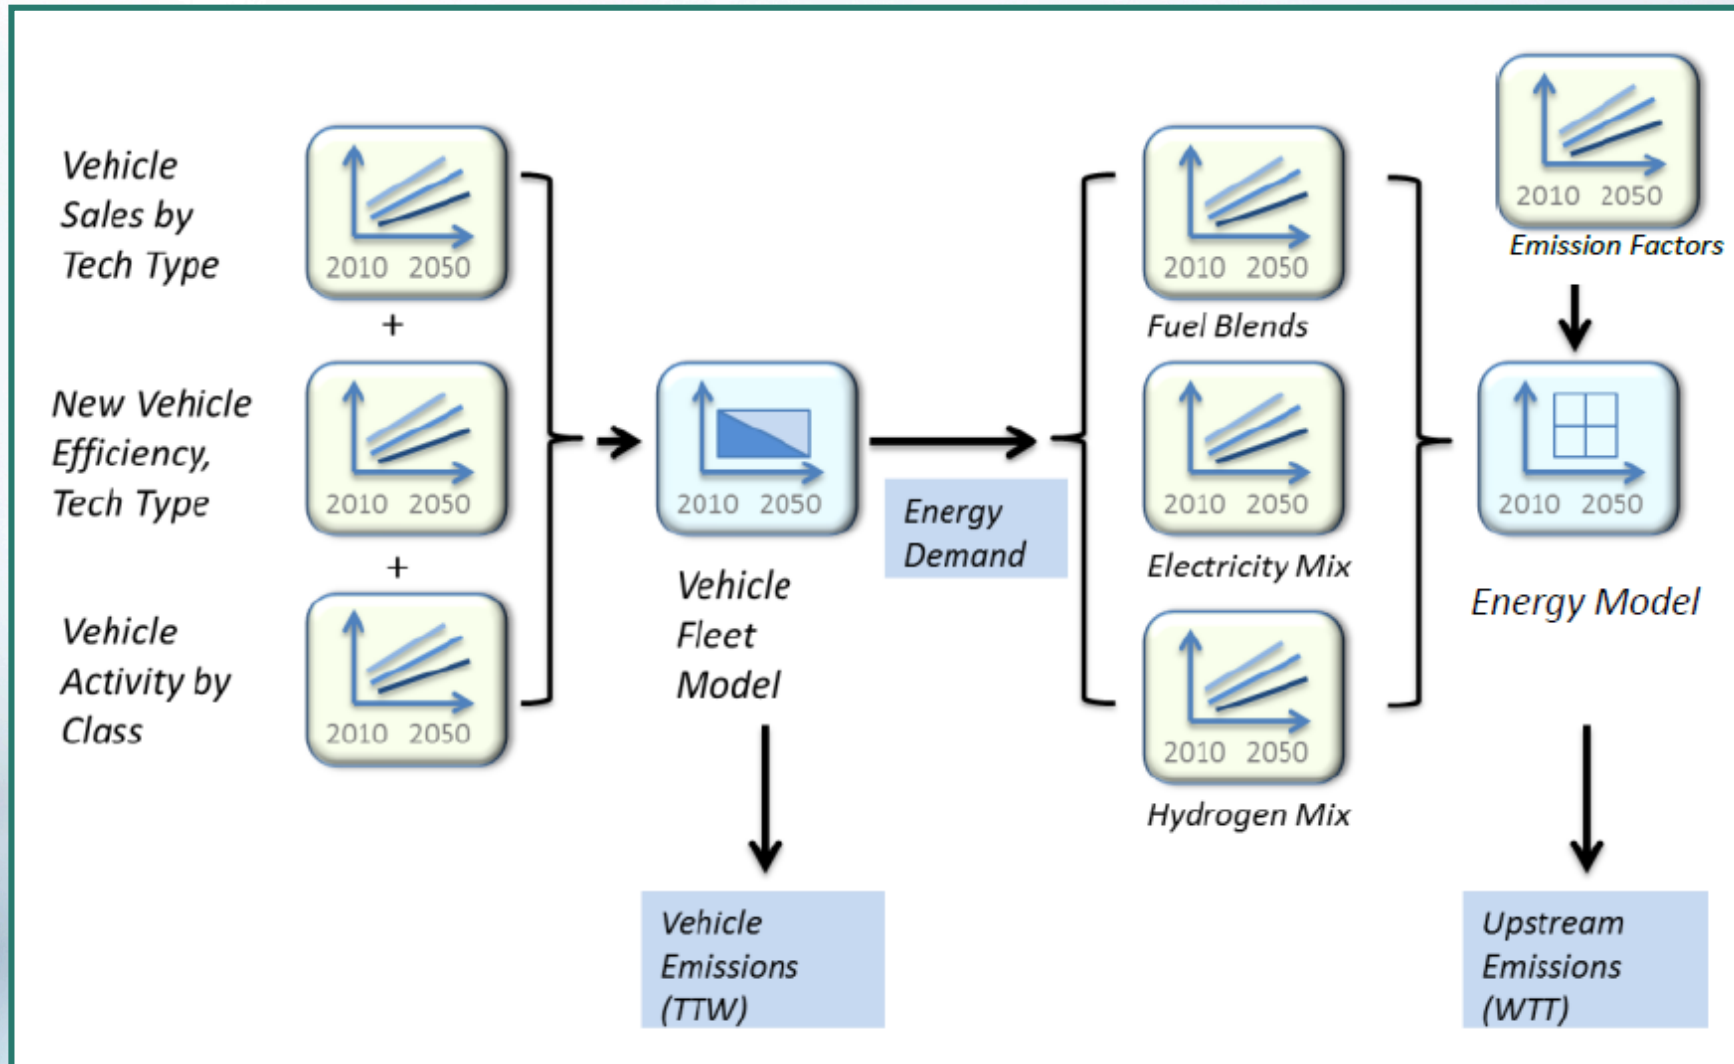 Vehicle
Sales by
Tech Type
2010 2050
+
New Vehicle
Efficiency,
Tech Type
2010 2050
+
Vehicle
Activity by
Class
2010 2050
2010 2050
Vehicle
Fleet
Model
Energy
Demand
2010 2050
Fuel Blends
2010 2050
Electricity Mix
2010 2050
Hydrogen Mix
2010 2050
Emission Factors
2010 2050
Energy Model
Vehicle
Emissions
(TTW)
Upstream
Emissions
(WTT)